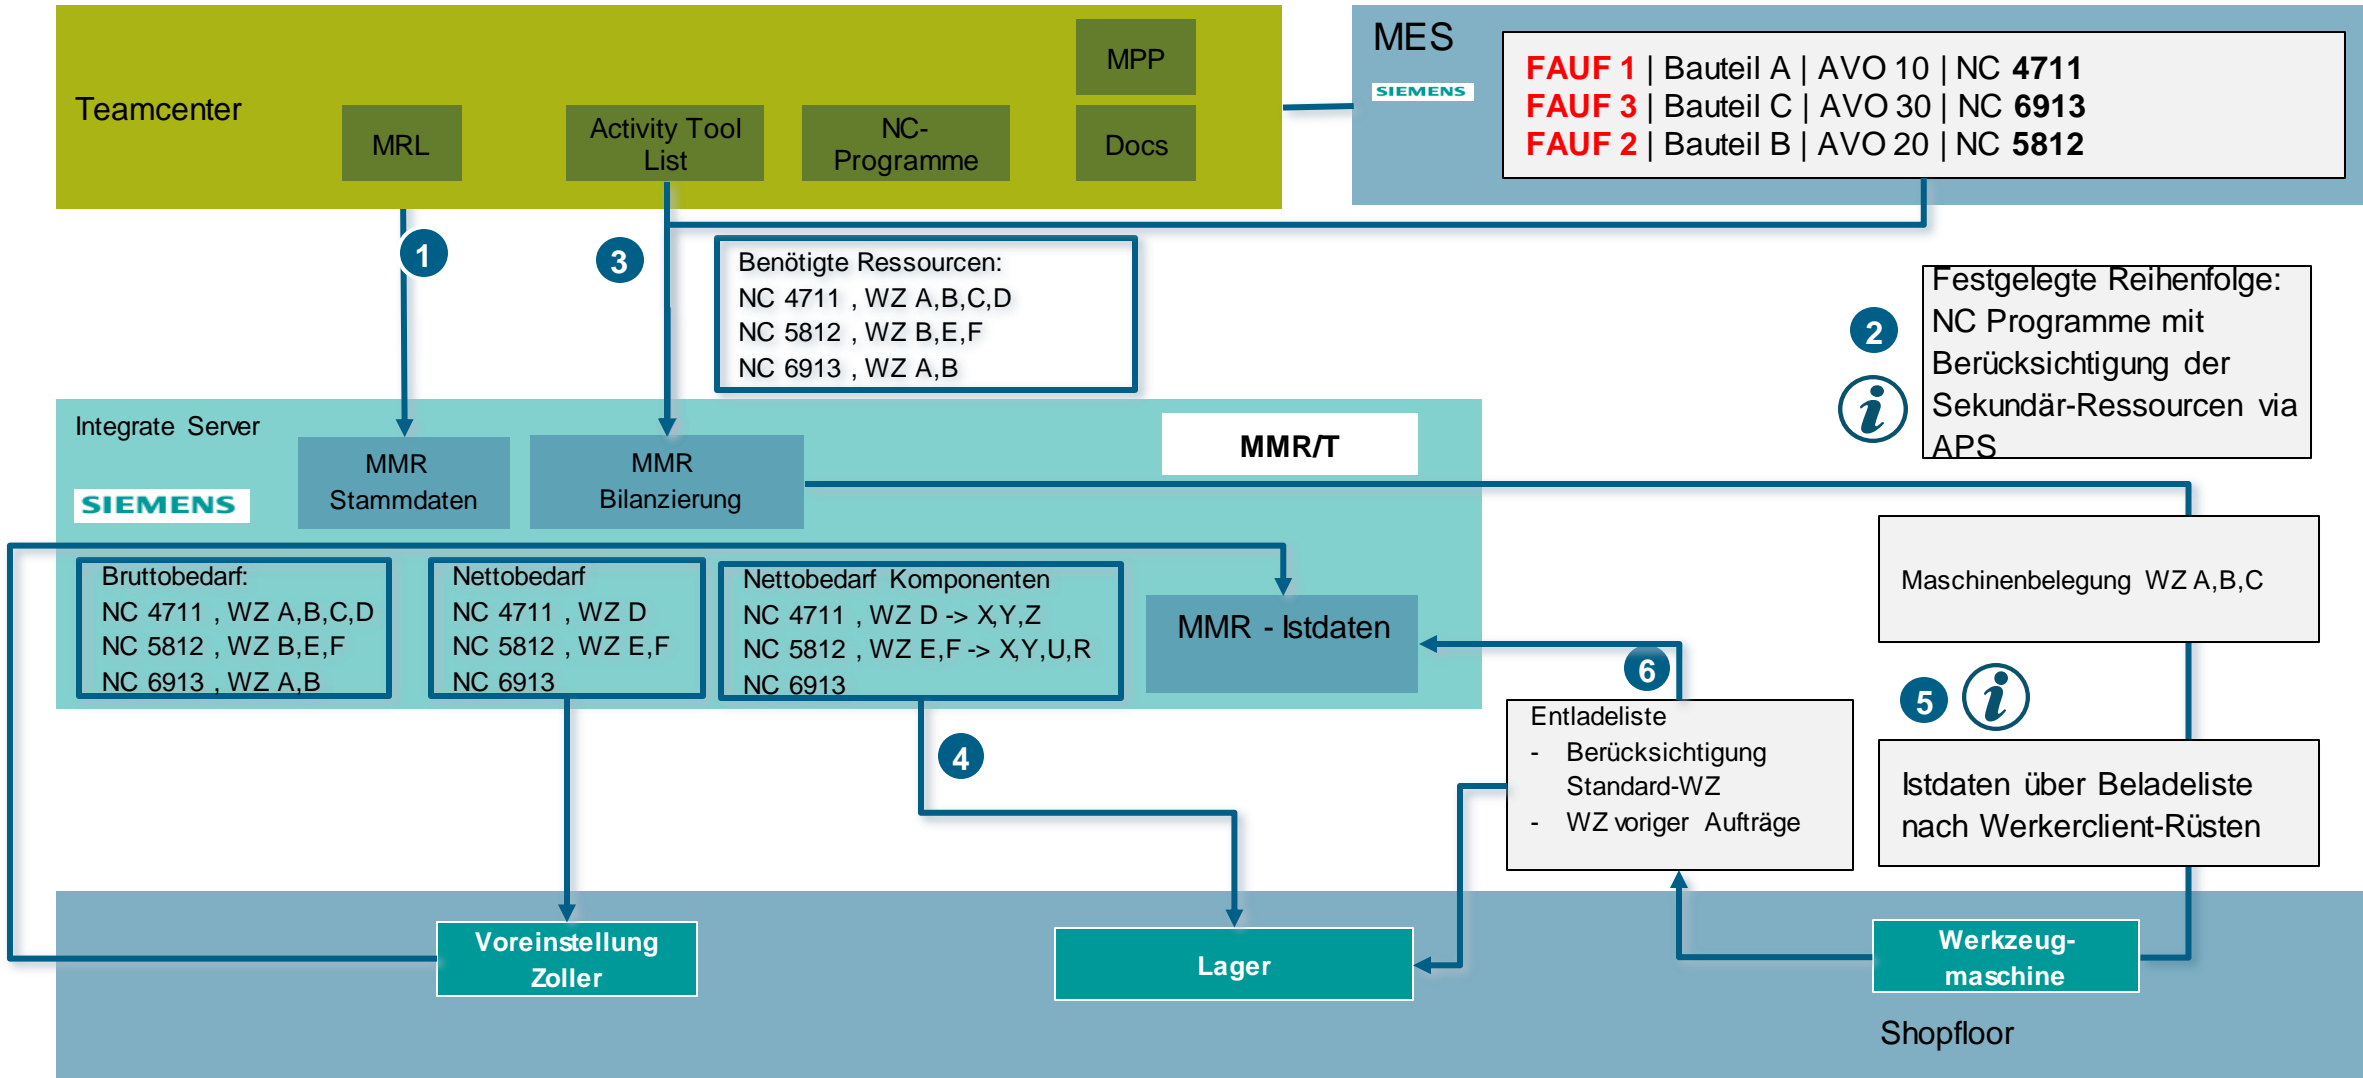 Teamcenter
MRL
Activity Tool
List
NC-
Programme
MPP
Docs
MES
SIEMENS
FAUF 1 | Bauteil A | AVO 10 | NC 4711
FAUF 3 | Bauteil C | AVO 30 | NC 6913
FAUF 2 | Bauteil B | AVO 20 | NC 5812
1
3
Benötigte Ressourcen:
NC 4711 , WZ A,B,C,D
NC 5812 , WZ B,E,F
NC 6913 , WZ A,B
2
i
Festgelegte Reihenfolge:
NC Programme mit
Berücksichtigung der
Sekundär-Ressourcen via
APS
Integrate Server
SIEMENS
MMR
Stammdaten
MMR
Bilanzierung
MMR/T
Bruttobedarf:
NC 4711 , WZ A,B,C,D
NC 5812 , WZ B,E,F
NC 6913 , WZ A,B
Nettobedarf
NC 4711 , WZ D
NC 5812 , WZ E,F
NC 6913
Nettobedarf Komponenten
NC 4711 , WZ D -> X,Y,Z
NC 5812 , WZ E,F -> X,Y,U,R
NC 6913
MMR - Istdaten
Maschinenbelegung WZ A,B,C
6
5
i
4
Entladeliste
- Berücksichtigung
Standard-WZ
- WZ voriger Aufträge
Istdaten über Beladeliste
nach Werkerclient-Rüsten
Voreinstellung
Zoller
Lager
Werkzeug-
maschine
Shopfloor